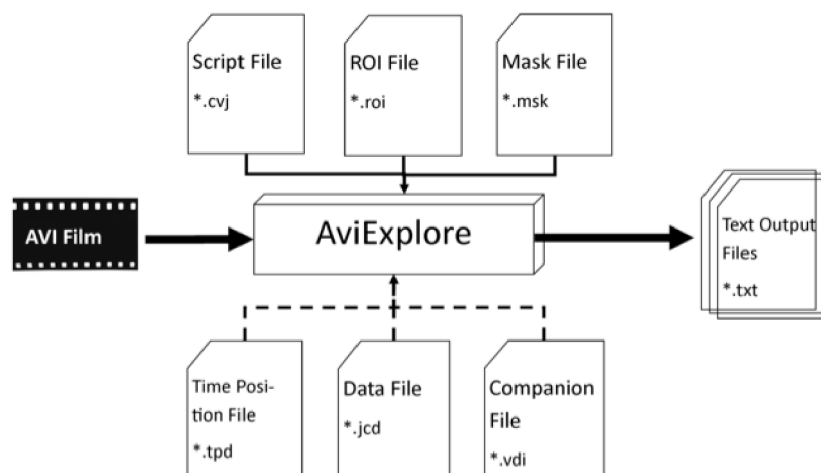 Script File
*.cvj
ROI File
*.roi
Mask File
*.msk
AVI Film
AviExplore
Text Output
Files
*.txt
Time Posi-
tion File
*.tpd
Data File
*.jcd
Companion
File
*.vdi